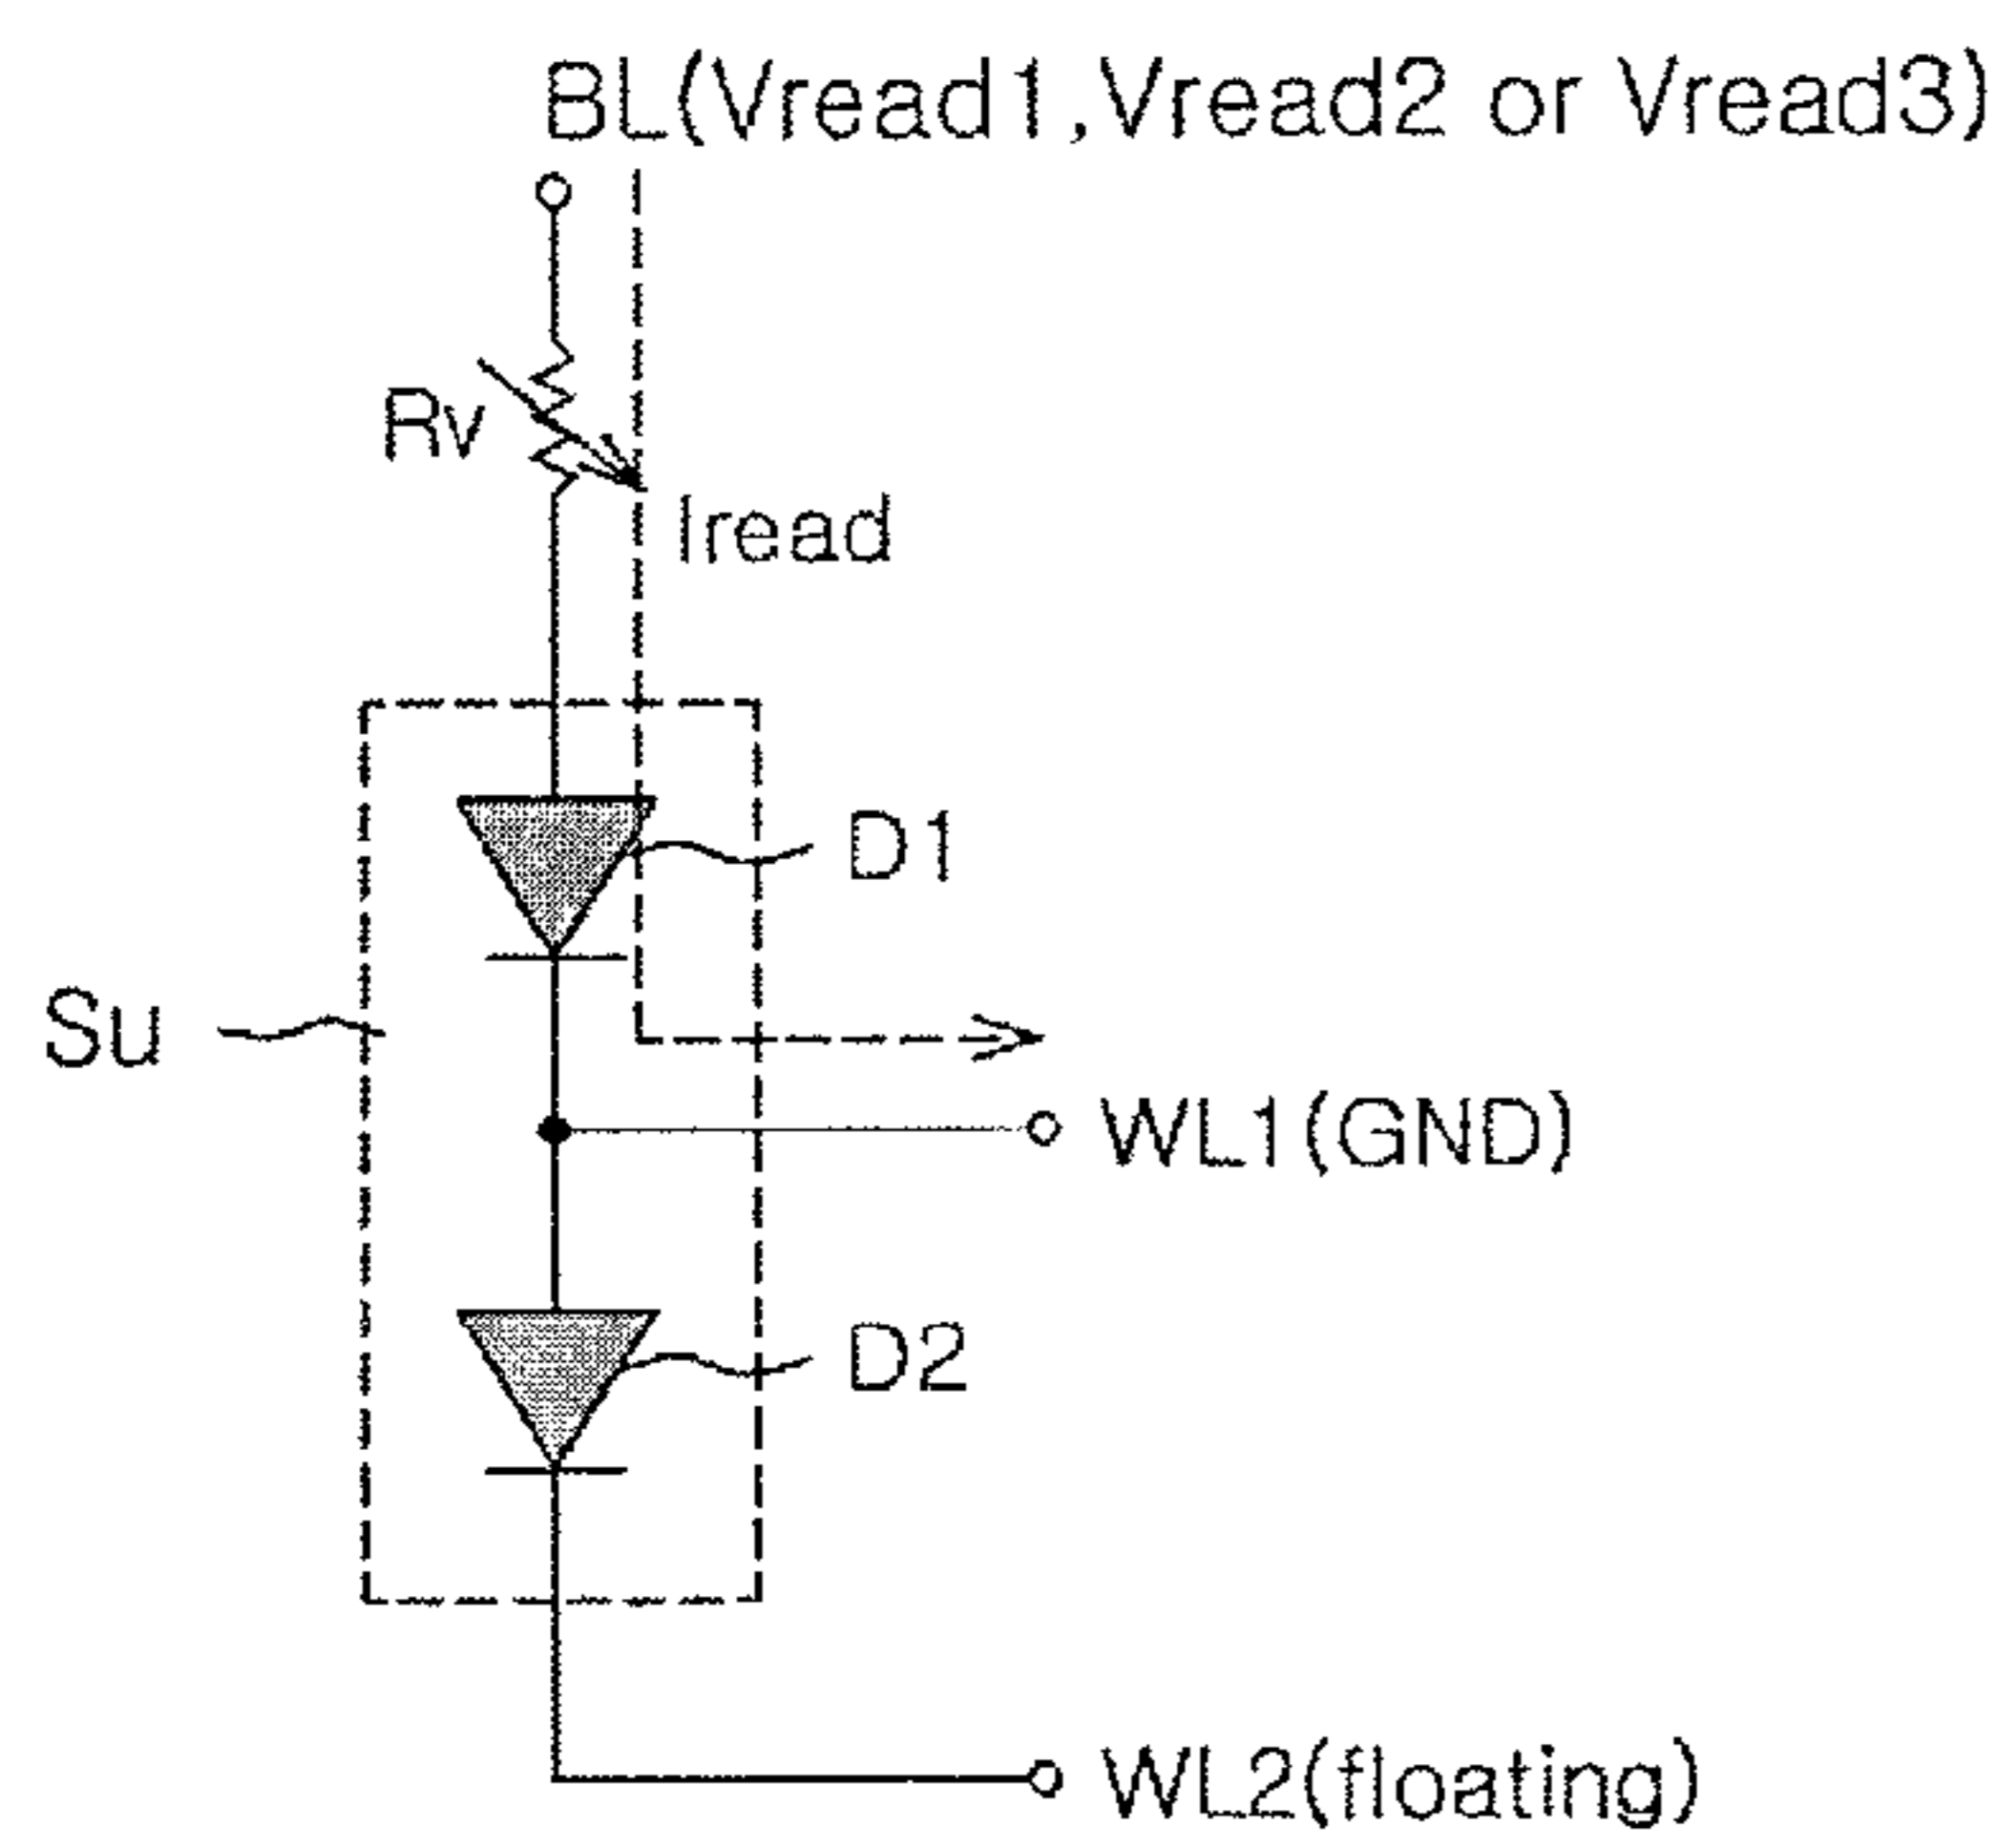 BL(Vread1,Vread2 or Vread3)
Rv
Iread
D1
Su
WL1(GND)
D2
WL2(floating)